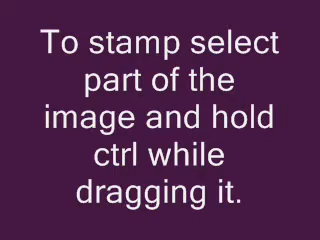 To stamp select
part of the
image and hold
ctrl while
dragging it.